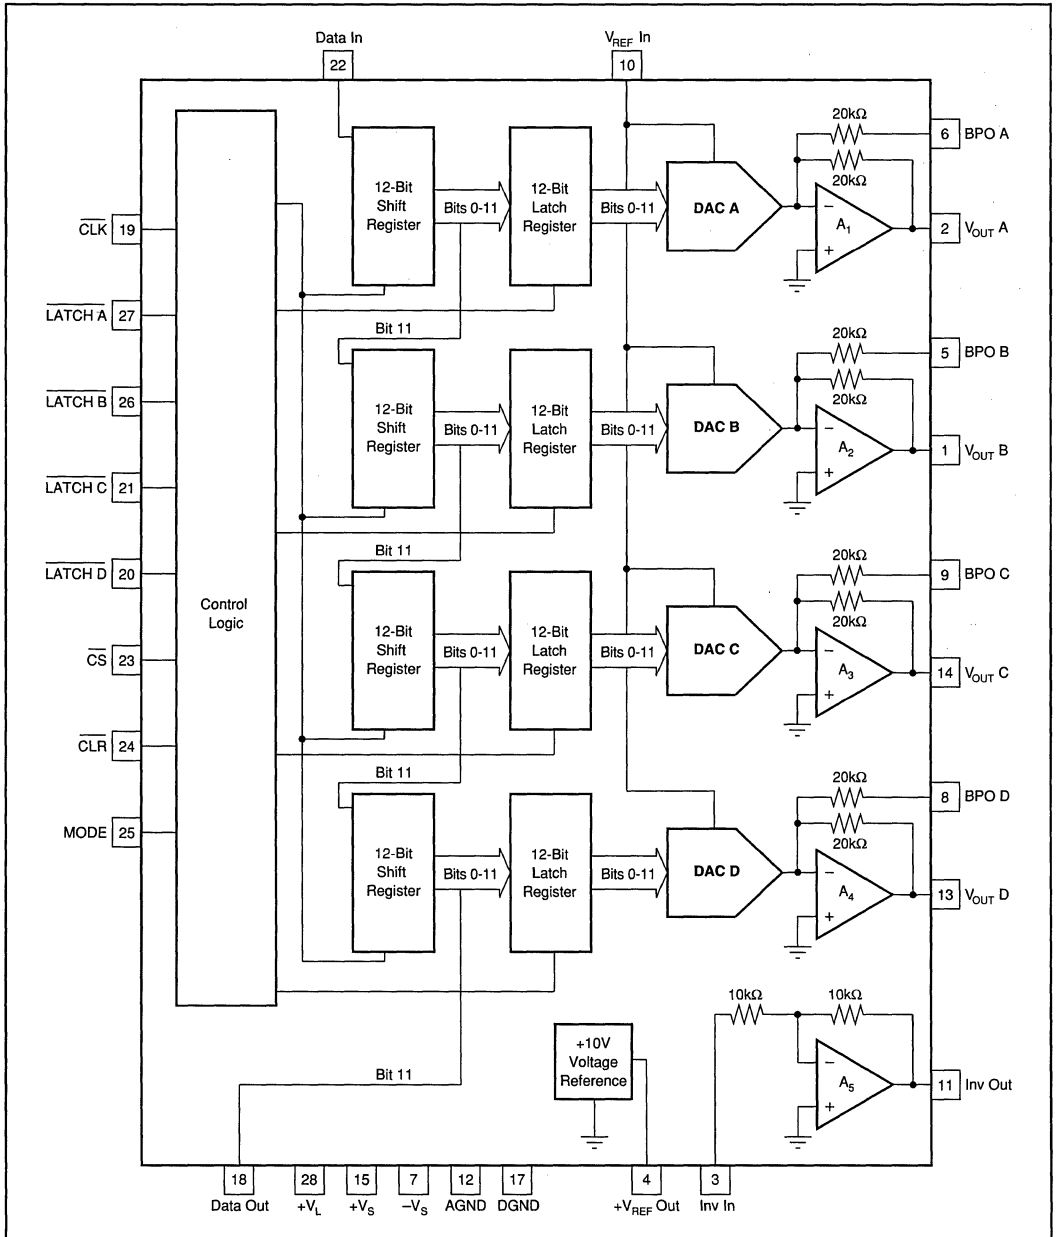 Data In
22
V_REF In
10
20kΩ
6 BPO A
20kΩ
12-Bit
Shift
Register
Bits 0-11
12-Bit
Latch
Register
Bits 0-11
DAC A
−
A1
+
2 V_OUT A
C̅L̅K̅ 19
L̅A̅T̅C̅H̅ A̅ 27
Bit 11
20kΩ
5 BPO B
20kΩ
L̅A̅T̅C̅H̅ B̅ 26
12-Bit
Shift
Register
Bits 0-11
12-Bit
Latch
Register
Bits 0-11
DAC B
−
A2
+
1 V_OUT B
L̅A̅T̅C̅H̅ C̅ 21
Bit 11
20kΩ
9 BPO C
20kΩ
L̅A̅T̅C̅H̅ D̅ 20
Control
Logic
12-Bit
Shift
Register
Bits 0-11
12-Bit
Latch
Register
Bits 0-11
DAC C
−
A3
+
14 V_OUT C
C̅S̅ 23
C̅L̅R̅ 24
Bit 11
20kΩ
8 BPO D
20kΩ
MODE 25
12-Bit
Shift
Register
Bits 0-11
12-Bit
Latch
Register
Bits 0-11
DAC D
−
A4
+
13 V_OUT D
10kΩ
10kΩ
+10V
Voltage
Reference
−
A5
+
11 Inv Out
Bit 11
18
28
15
7
12
17
4
3
Data Out
+V_L
+V_S
−V_S
AGND
DGND
+V_REF Out
Inv In